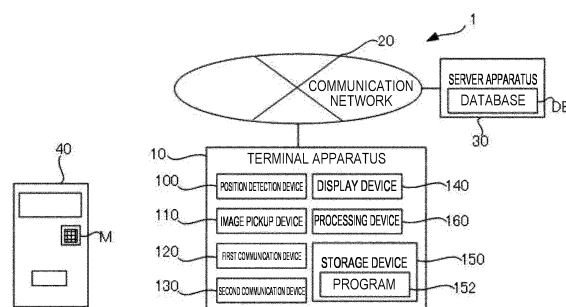 1
20
COMMUNICATION
NETWORK
SERVER APPARATUS
DATABASE
DB
30
10
TERMINAL APPARATUS
40
100
POSITION DETECTION DEVICE
DISPLAY DEVICE
140
110
IMAGE PICKUP DEVICE
PROCESSING DEVICE
160
M
120
FIRST COMMUNICATION DEVICE
STORAGE DEVICE
150
PROGRAM
152
130
SECOND COMMUNICATION DEVICE